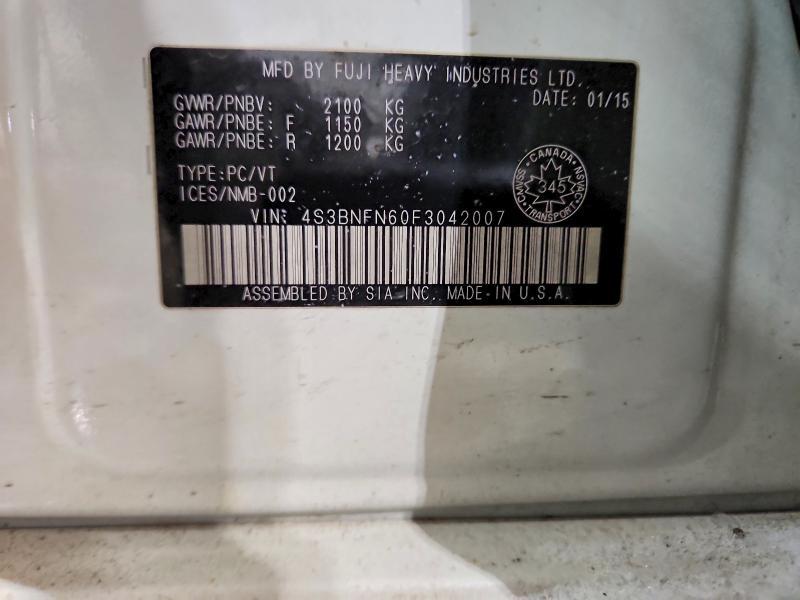 MFD BY FUJI HEAVY INDUSTRIES LTD.
DATE: 01/15
GVWR/PNBV: 2100 KG
GAWR/PNBE: F 1150 KG
GAWR/PNBE: R 1200 KG
TYPE:PC/VT
ICES/NMB-002
CANADA
CMVSS
NSVAC
345
TRANSPORT
VIN: 4S3BNFN60F3042007
ASSEMBLED BY SIA INC. MADE-IN U.S.A.